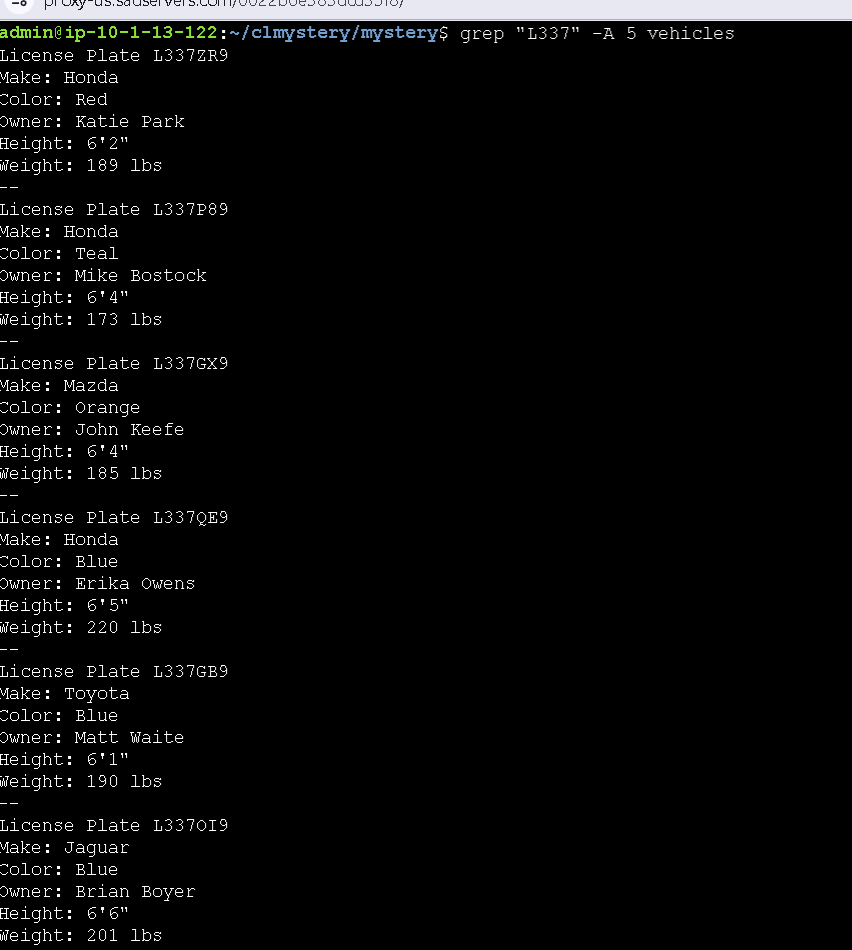 admin@ip-10-1-13-122:~/clmystery/mystery$ grep "L337" -A 5 vehicles
License Plate L337ZR9
Make: Honda
Color: Red
Owner: Katie Park
Height: 6'2"
Weight: 189 lbs
--
License Plate L337P89
Make: Honda
Color: Teal
Owner: Mike Bostock
Height: 6'4"
Weight: 173 lbs
--
License Plate L337GX9
Make: Mazda
Color: Orange
Owner: John Keefe
Height: 6'4"
Weight: 185 lbs
--
License Plate L337QE9
Make: Honda
Color: Blue
Owner: Erika Owens
Height: 6'5"
Weight: 220 lbs
--
License Plate L337GB9
Make: Toyota
Color: Blue
Owner: Matt Waite
Height: 6'1"
Weight: 190 lbs
--
License Plate L337OI9
Make: Jaguar
Color: Blue
Owner: Brian Boyer
Height: 6'6"
Weight: 201 lbs